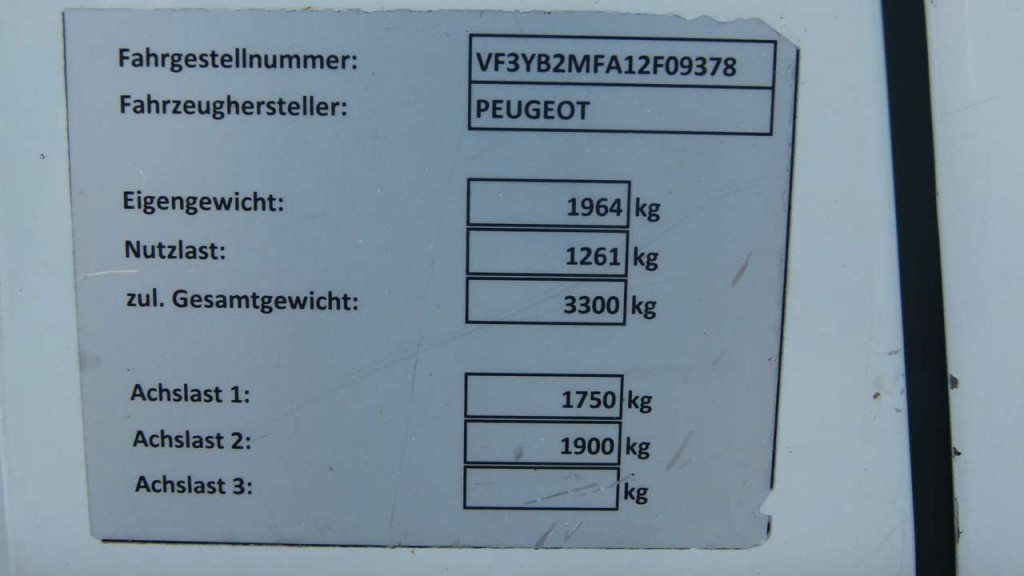 Fahrgestellnummer: VF3YB2MFA12F09378
Fahrzeughersteller: PEUGEOT
Eigengewicht: 1964 kg
Nutzlast: 1261 kg
zul. Gesamtgewicht: 3300 kg
Achslast 1: 1750 kg
Achslast 2: 1900 kg
Achslast 3: kg